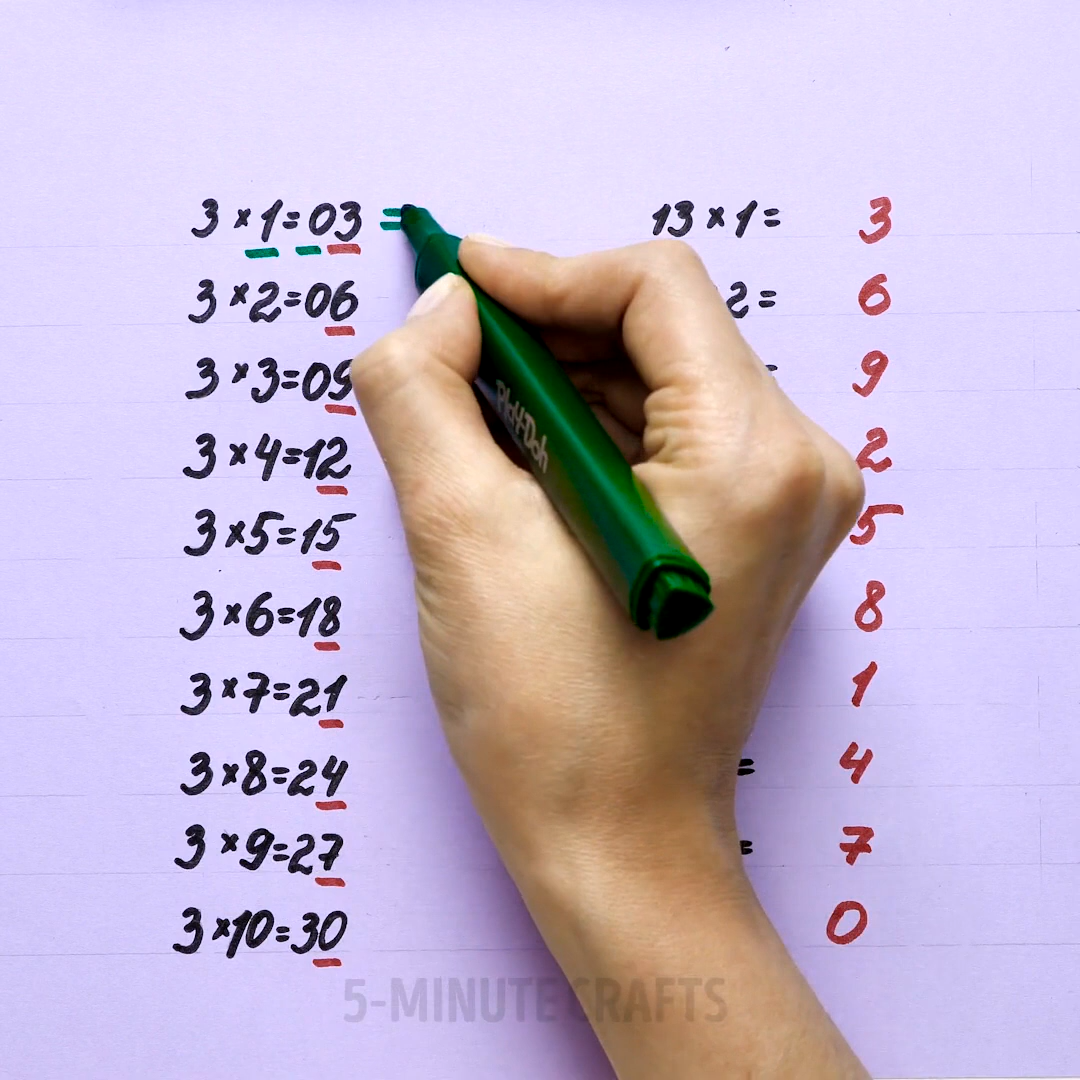 3 × 1 = 03 = 13 × 1 = 3
3 × 2 = 06 2 = 6
3 × 3 = 09 9
3 × 4 = 12 2
3 × 5 = 15 5
3 × 6 = 18 8
3 × 7 = 21 1
3 × 8 = 24 = 4
3 × 9 = 27 = 7
3 × 10 = 30 0
Play-Doh
5-MINUTE CRAFTS